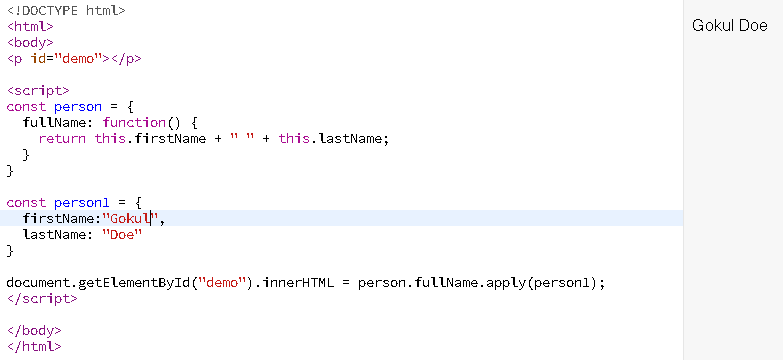 <!DOCTYPE html>
<html>
<body>
<p id="demo"></p>
<script>
const person = {
  fullName: function() {
    return this.firstName + " " + this.lastName;
  }
}
const person1 = {
  firstName:"Gokul",
  lastName: "Doe"
}
document.getElementById("demo").innerHTML = person.fullName.apply(person1);
</script>
</body>
</html>
Gokul Doe